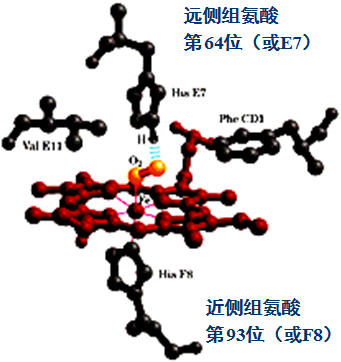 远侧组氨酸
第64位（或E7）
His E7
Phe CD1
H
Val E11
O₂
Fe
His F8
近侧组氨酸
第93位（或F8）